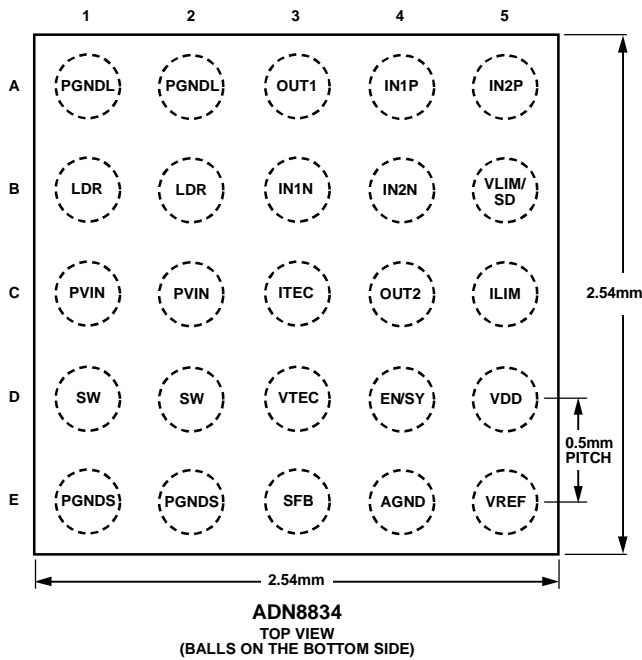 1 2 3 4 5
A PGNDL PGNDL OUT1 IN1P IN2P
B LDR LDR IN1N IN2N VLIM/
SD
C PVIN PVIN ITEC OUT2 ILIM
2.54mm
D SW SW VTEC EN/SY VDD
0.5mm
PITCH
E PGNDS PGNDS SFB AGND VREF
2.54mm
ADN8834
TOP VIEW
(BALLS ON THE BOTTOM SIDE)